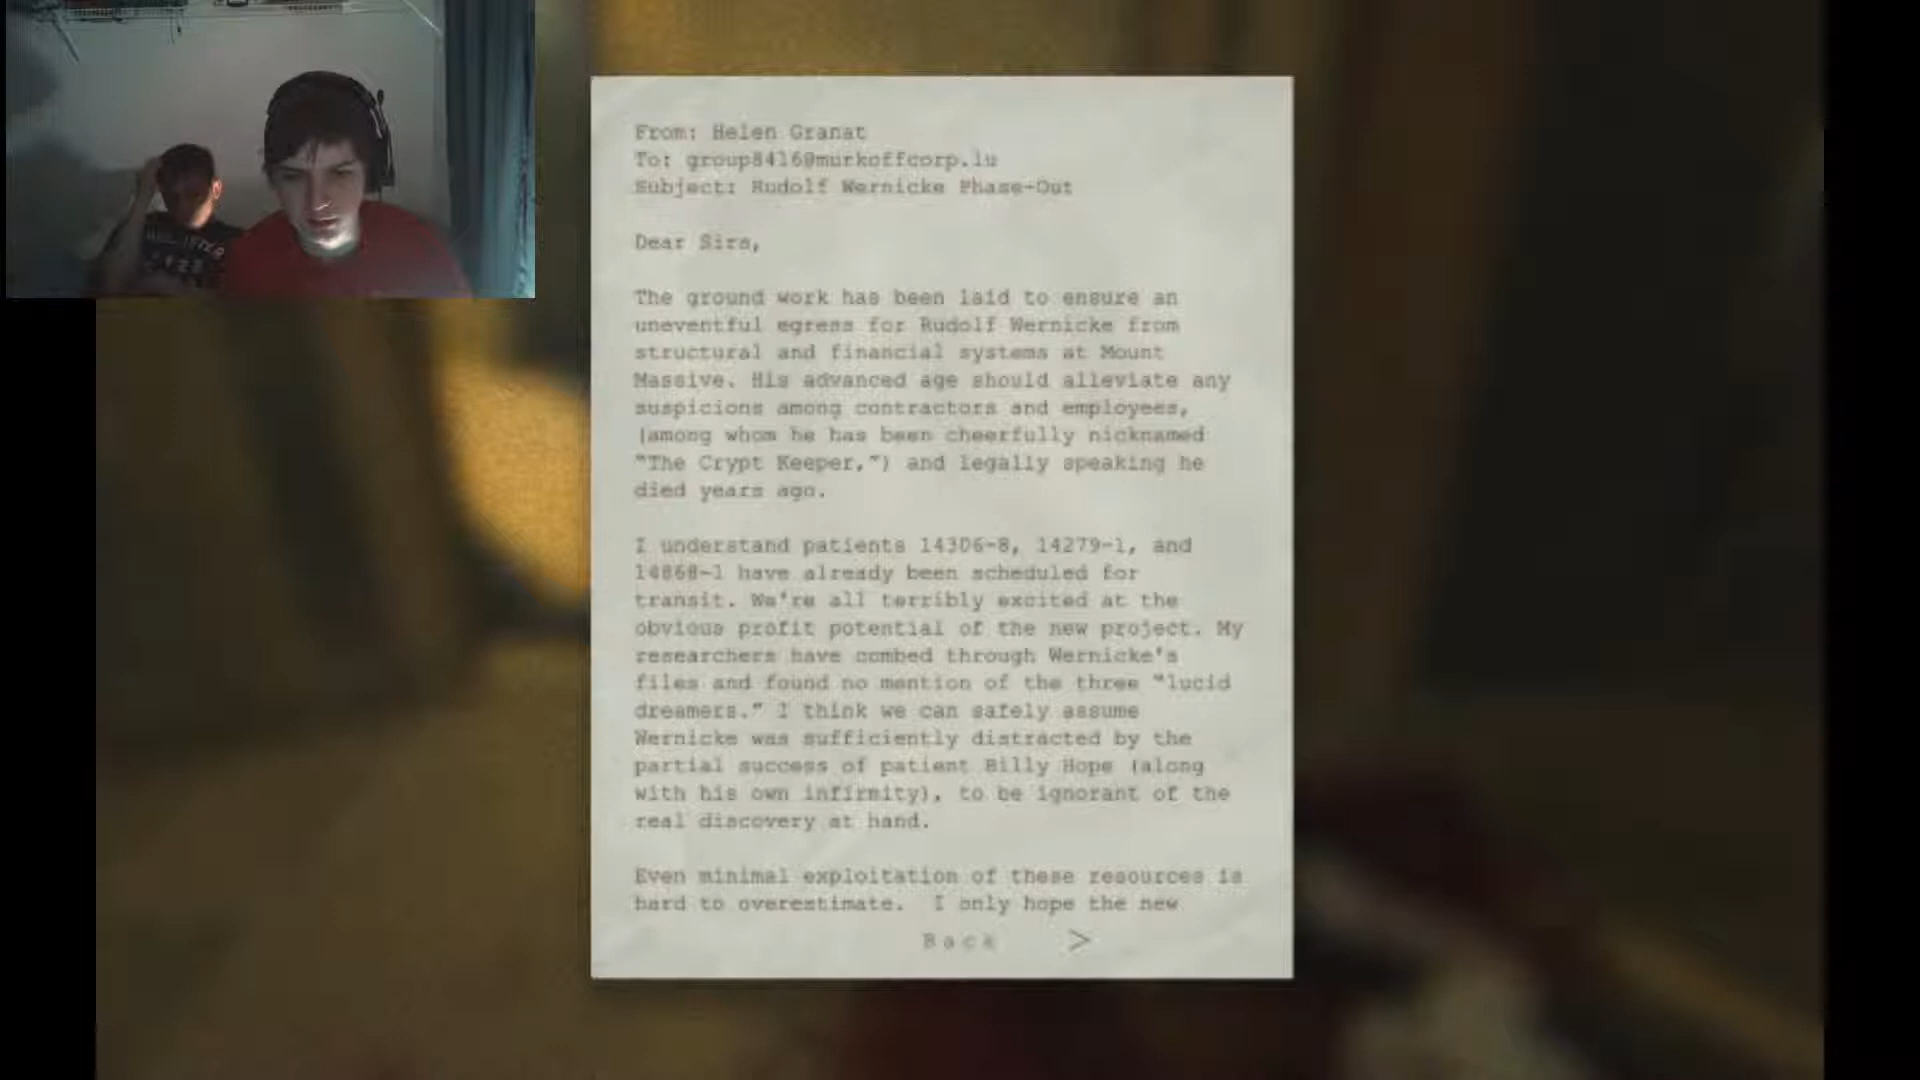 From: Helen Granat
To: group8416@murkoffcorp.lu
Subject: Rudolf Wernicke Phase-Out
Dear Sirs,
The ground work has been laid to ensure an
uneventful egress for Rudolf Wernicke from
structural and financial systems at Mount
Massive. His advanced age should alleviate any
suspicions among contractors and employees,
(among whom he has been cheerfully nicknamed
"The Crypt Keeper,") and legally speaking he
died years ago.
I understand patients 14306-8, 14279-1, and
14868-1 have already been scheduled for
transit. We're all terribly excited at the
obvious profit potential of the new project. My
researchers have combed through Wernicke's
files and found no mention of the three "lucid
dreamers." I think we can safely assume
Wernicke was sufficiently distracted by the
partial success of patient Billy Hope (along
with his own infirmity), to be ignorant of the
real discovery at hand.
Even minimal exploitation of these resources is
hard to overestimate. I only hope the new
Back >